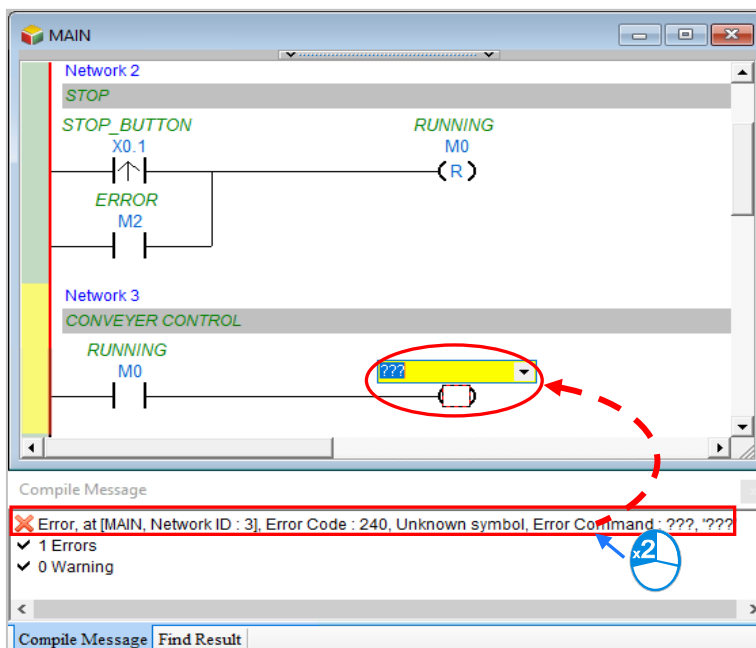 MAIN
Network 2
STOP
STOP_BUTTON RUNNING
X0.1 M0
R
ERROR
M2
Network 3
CONVEYER CONTROL
RUNNING
M0 ???
Compile Message
Error, at [MAIN, Network ID : 3], Error Code : 240, Unknown symbol, Error Command : ???, '???
1 Errors
x2
0 Warning
Compile Message Find Result